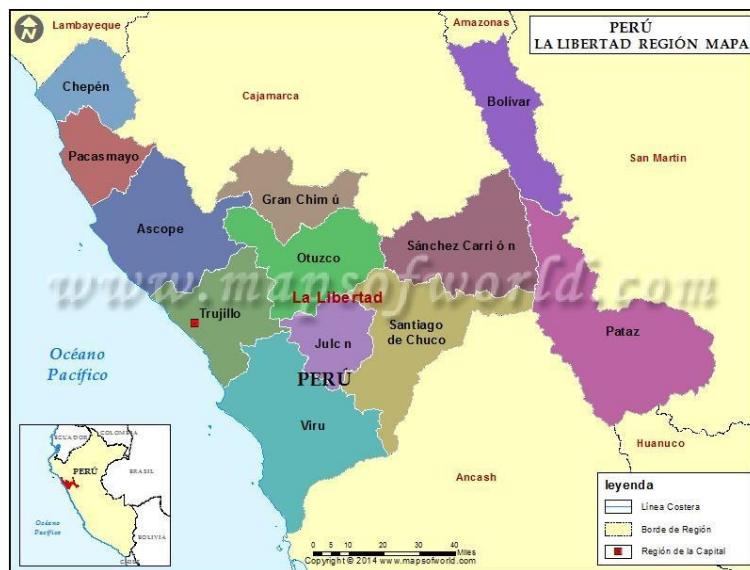 PERÚ
LA LIBERTAD REGIÓN MAPA
N
Lambayeque
Amazonas
Chepén
Cajamarca
Bolívar
Pacasmayo
San Martin
Gran Chim ú
Ascope
Otuzco
Sánchez Carri ó n
www.mapsofworld.com
La Libertad
Trujillo
Julc n
Santiago
de Chuco
Pataz
Océano
Pacífico
PERÚ
Viru
Huanuco
Ancash
ECUADOR
COLOMBIA
PERÚ
BRASIL
Océano
Pacífico
BOLIVIA
leyenda
Línea Costera
Borde de Región
Región de la Capital
0 5 10 20 30 40
Miles
Copyright © 2014 www.mapsofworld.com